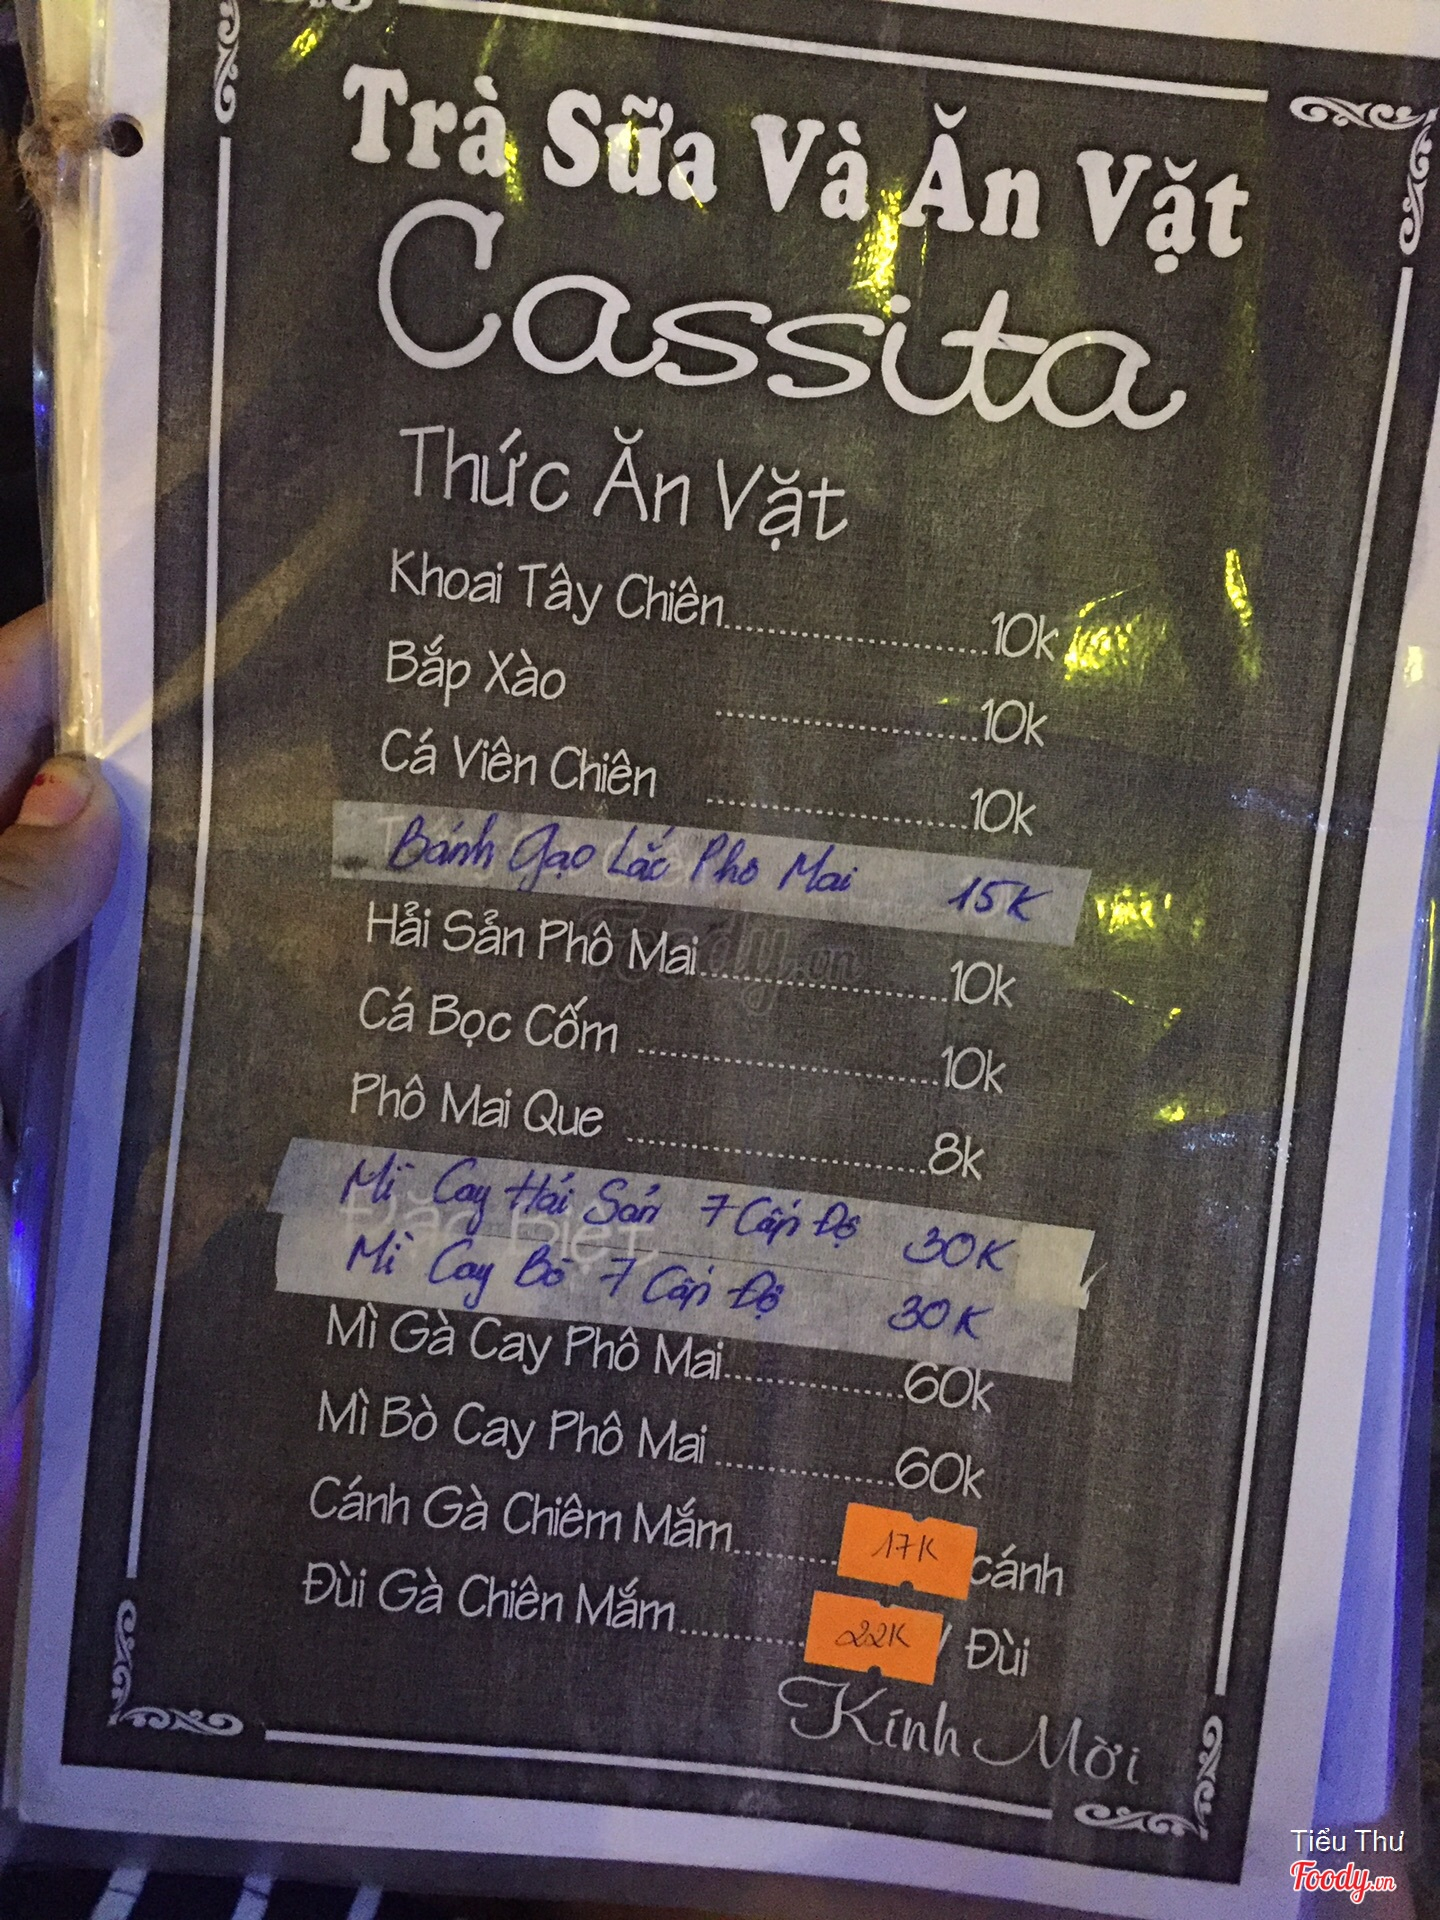 Trà Sữa Và Ăn Vặt
Cassita
Thức Ăn Vặt
Khoai Tây Chiên..............................10k
Bắp Xào ..............................10k
Cá Viên Chiên ..............................10k
Bánh Gạo Lắc Phô Mai 15K
Hải Sản Phô Mai..............................10k
Cá Bọc Cốm ..............................10k
Phô Mai Que ..............................8k
Mì Cay Hải Sản 7 Cấp Độ 30K
Đặc Biệt
Mì Cay Bò 7 Cấp Độ 30K
Mì Gà Cay Phô Mai....................60k
Mì Bò Cay Phô Mai....................60k
Cánh Gà Chiêm Mắm............ 17K cánh
Đùi Gà Chiên Mắm.............. 22K / Đùi
Kính Mời
Foody.vn
Tiểu Thư
Foody.vn